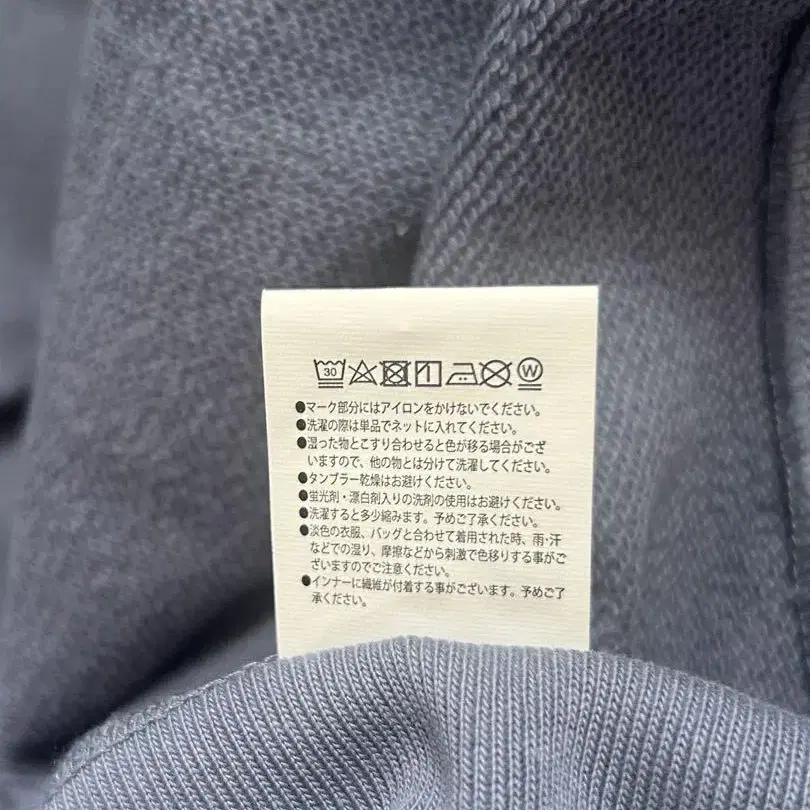 30 W
●マーク部分にはアイロンをかけないでください。
●洗濯の際は単品でネットに入れてください。
●湿った物とこすり合わせると色が移る場合がござ
いますので、他の物とは分けて洗濯してください。
●タンブラー乾燥はお避けください。
●蛍光剤・漂白剤入りの洗剤の使用はお避けください。
●洗濯すると多少縮みます。予めご了承ください。
●淡色の衣服、バッグと合わせて着用された時、雨・汗
などでの湿り、摩擦などから刺激で色移りする事がご
ざいますのでご注意ください。
●インナーに繊維が付着する事がございます。予めご了
承ください。